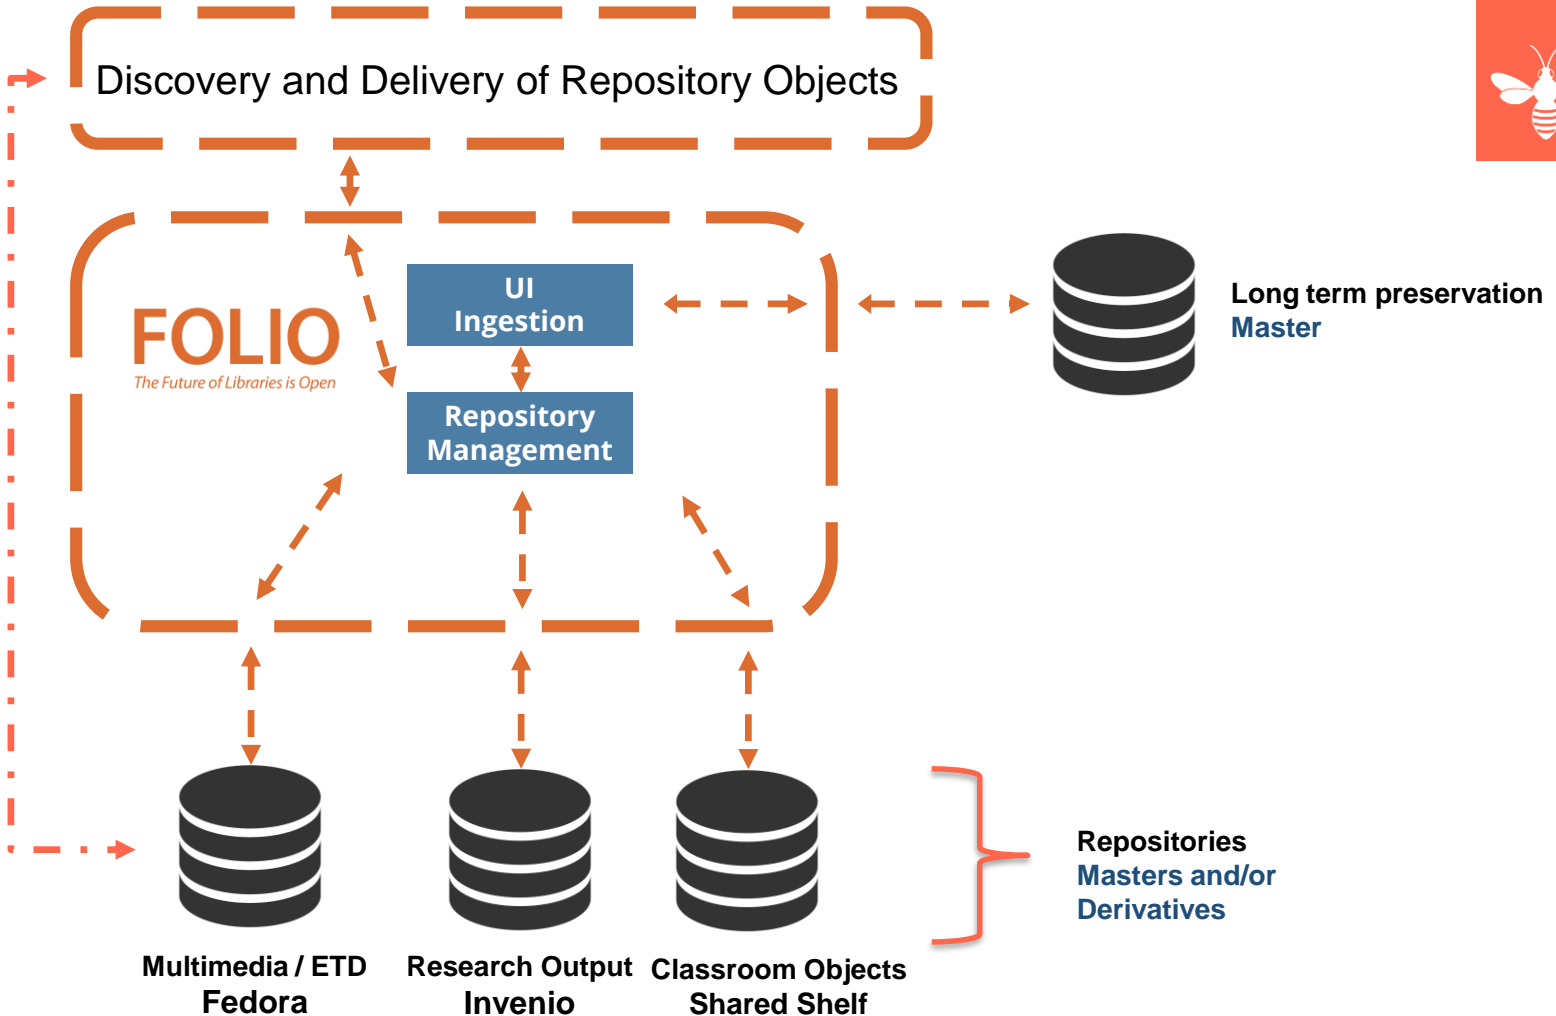 Discovery and Delivery of Repository Objects
FOLIO
The Future of Libraries is Open
UI
Ingestion
Repository
Management
Long term preservation
Master
Repositories
Masters and/or
Derivatives
Multimedia / ETD
Fedora
Research Output
Invenio
Classroom Objects
Shared Shelf